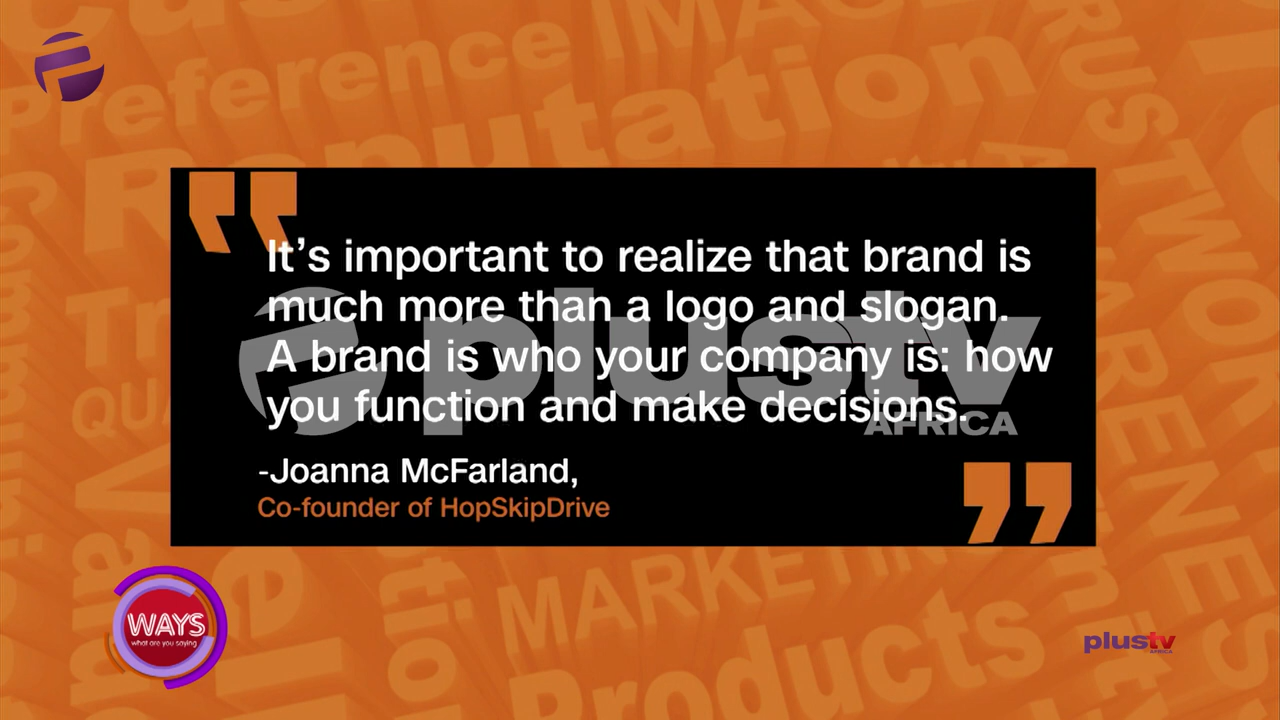 Preference IMAGE
Reputation
It's important to realize that brand is
much more than a logo and slogan.
A brand is who your company is: how
you function and make decisions.
plustv
AFRICA
-Joanna McFarland,
Co-founder of HopSkipDrive
MARKETIN
Products
WAYS
what are you saying
plustv
AFRICA